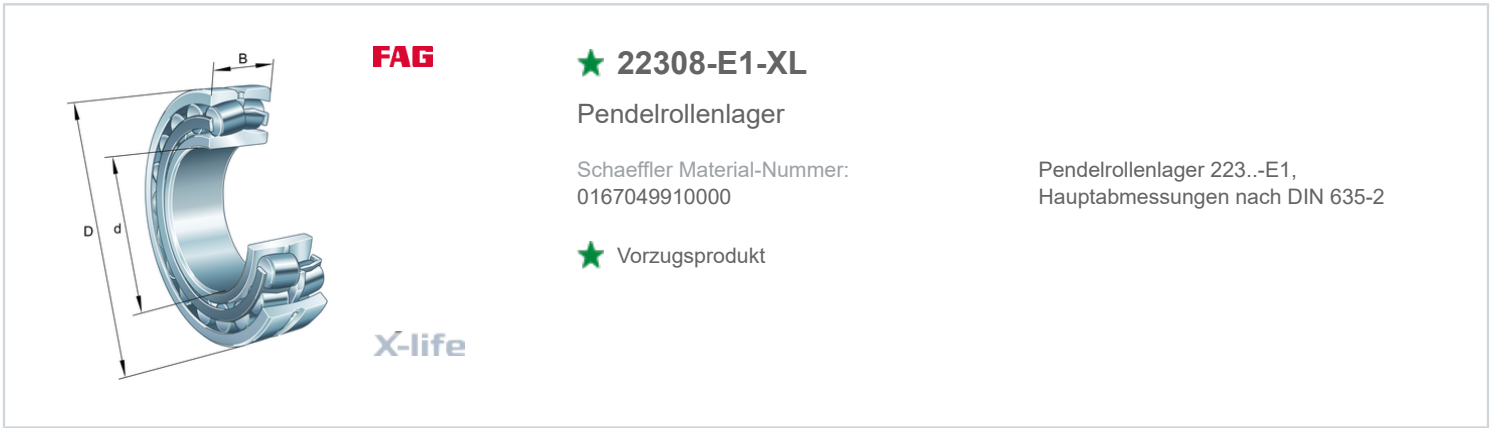 B
D
d
FAG
X-life
22308-E1-XL
Pendelrollenlager
Schaeffler Material-Nummer:
0167049910000
Vorzugsprodukt
Pendelrollenlager 223..-E1,
Hauptabmessungen nach DIN 635-2